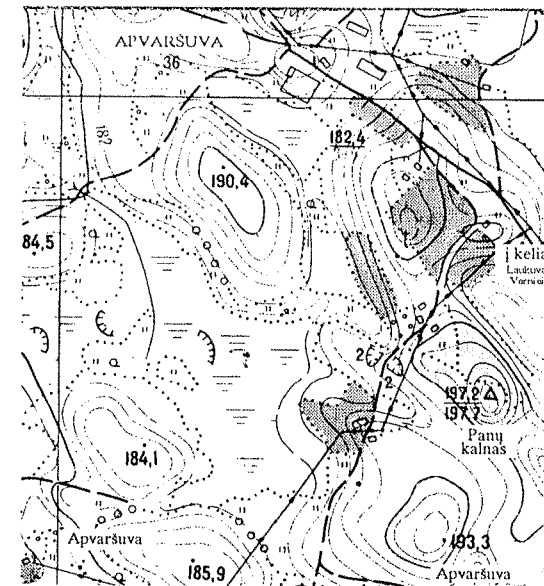 APVARŠUVA
36
182,4
182
190,4
84,5
Į kelią
Laukuva
2
2
197,2
197,7
Panų
kalnas
184,1
193,3
Apvaršuva
185,9
Apvaršuva